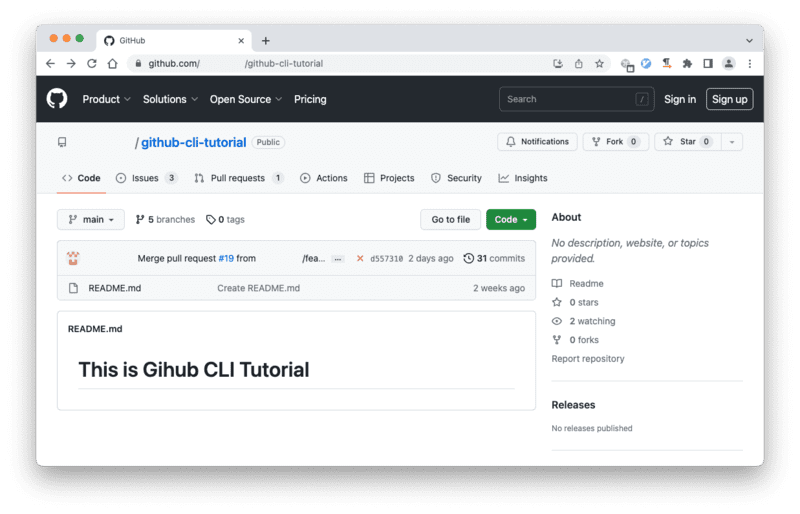 GitHub
github.com/ /github-cli-tutorial
Product Solutions Open Source Pricing Search / Sign in Sign up
/ github-cli-tutorial Public Notifications Fork 0 Star 0
Code Issues 3 Pull requests 1 Actions Projects Security Insights
main 5 branches 0 tags Go to file Code
Merge pull request #19 from /fea... ... d557310 2 days ago 31 commits
README.md Create README.md 2 weeks ago
README.md
This is Gihub CLI Tutorial
About
No description, website, or topics
provided.
Readme
0 stars
2 watching
0 forks
Report repository
Releases
No releases published